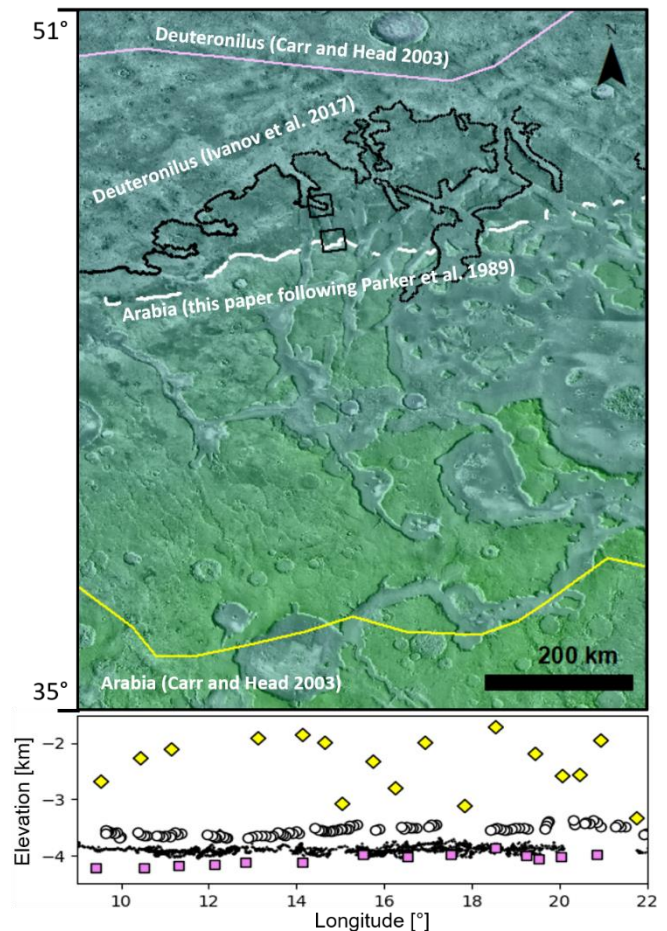 51°
Deuteronilus (Carr and Head 2003)
N
Deuteronilus (Ivanov et al. 2017)
Arabia (this paper following Parker et al. 1989)
200 km
Arabia (Carr and Head 2003)
35°
Elevation [km]
−2
−3
−4
10 12 14 16 18 20 22
Longitude [°]